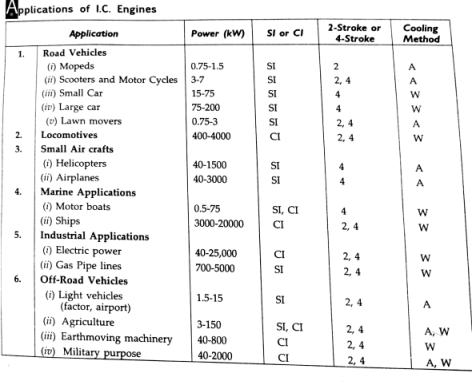 Applications of I.C. Engines
Application Power (kW) SI or CI 2-Stroke or 4-Stroke Cooling Method
1. Road Vehicles
(i) Mopeds 0.75-1.5 SI 2 A
(ii) Scooters and Motor Cycles 3-7 SI 2, 4 A
(iii) Small Car 15-75 SI 4 W
(iv) Large car 75-200 SI 4 W
(v) Lawn movers 0.75-3 SI 2, 4 A
2. Locomotives 400-4000 CI 2, 4 W
3. Small Air crafts
(i) Helicopters 40-1500 SI 4 A
(ii) Airplanes 40-3000 SI 4 A
4. Marine Applications
(i) Motor boats 0.5-75 SI, CI 4 W
(ii) Ships 3000-20000 CI 2, 4 W
5. Industrial Applications
(i) Electric power 40-25,000 CI 2, 4 W
(ii) Gas Pipe lines 700-5000 SI 2, 4 W
6. Off-Road Vehicles
(i) Light vehicles 1.5-15 SI 2, 4 A
(factor, airport)
(ii) Agriculture 3-150 SI, CI 2, 4 A, W
(iii) Earthmoving machinery 40-800 CI 2, 4 W
(iv) Military purpose 40-2000 CI 2, 4 A, W